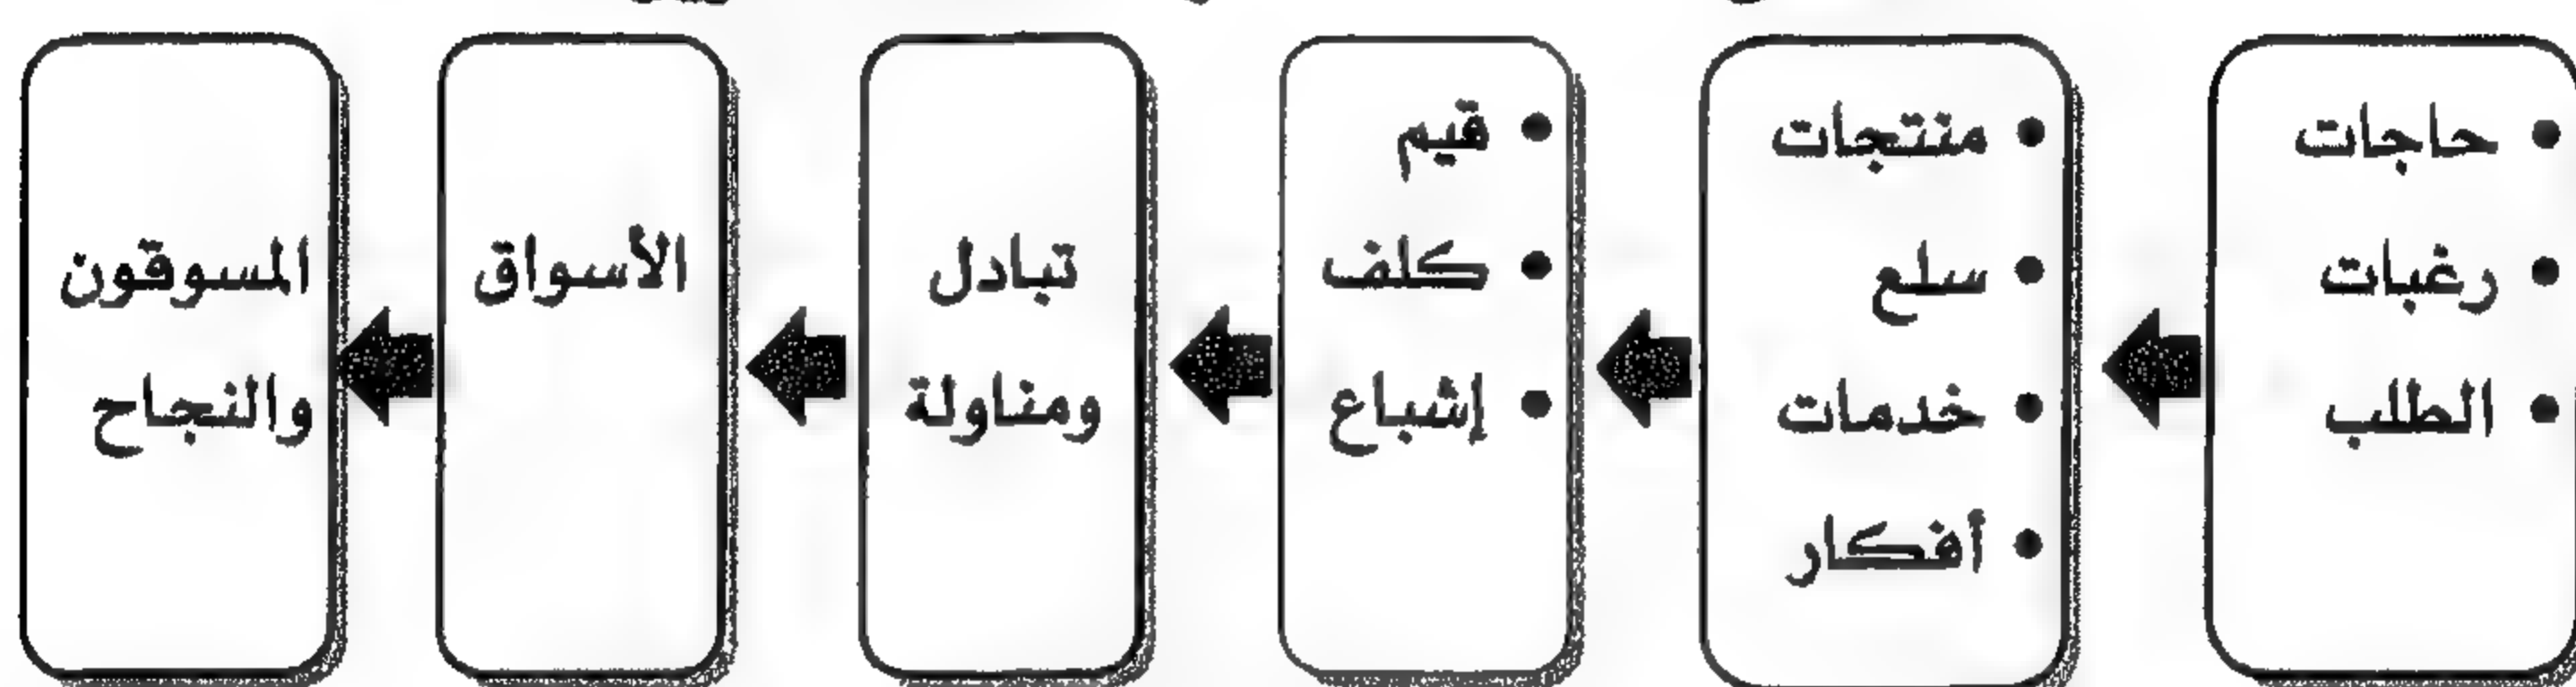 • حاجات
• رغبات
• الطلب
• منتجات
• سلع
• خدمات
• أفكار
• قيم
• كلف
• إشباع
تبادل
ومناولة
الأسواق
المسوقون
والنجاح